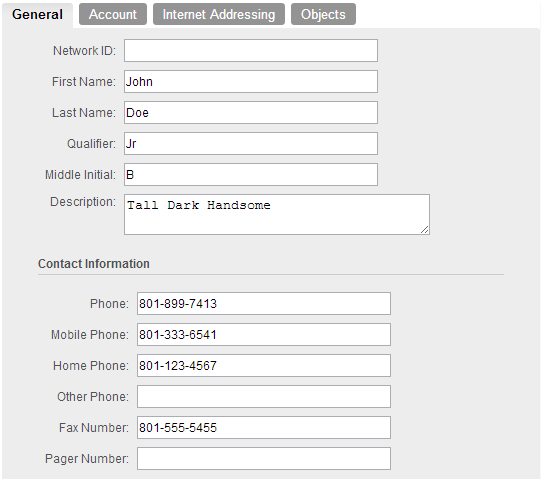 General Account Internet Addressing Objects
Network ID:
First Name: John
Last Name: Doe
Qualifier: Jr
Middle Initial: B
Description: Tall Dark Handsome
Contact Information
Phone: 801-899-7413
Mobile Phone: 801-333-6541
Home Phone: 801-123-4567
Other Phone:
Fax Number: 801-555-5455
Pager Number: